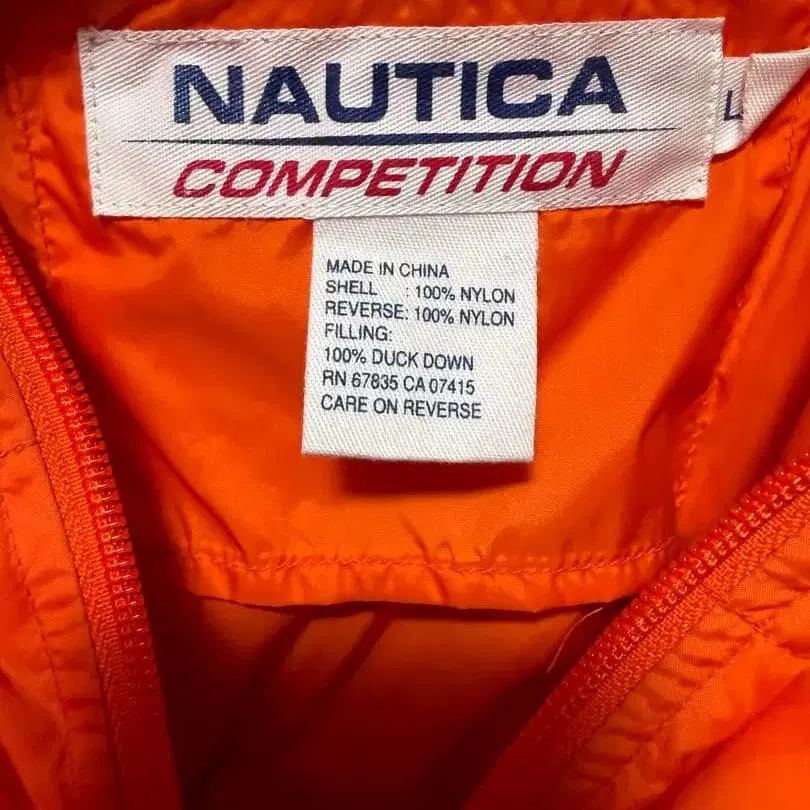 NAUTICA
COMPETITION
L
MADE IN CHINA
SHELL : 100% NYLON
REVERSE: 100% NYLON
FILLING:
100% DUCK DOWN
RN 67835 CA 07415
CARE ON REVERSE